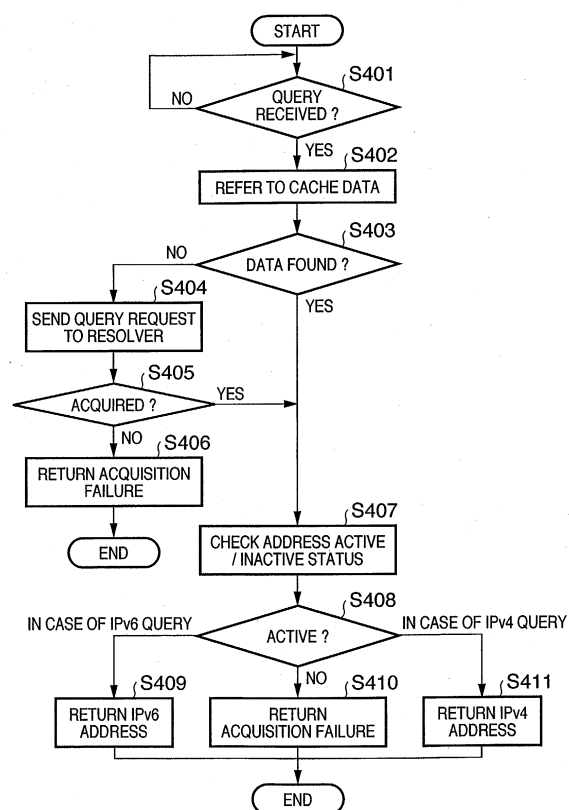 START
S401
QUERY
RECEIVED ?
NO
YES
S402
REFER TO CACHE DATA
S403
DATA FOUND ?
NO
YES
S404
SEND QUERY REQUEST
TO RESOLVER
S405
ACQUIRED ?
YES
NO
S406
RETURN ACQUISITION
FAILURE
END
S407
CHECK ADDRESS ACTIVE
/ INACTIVE STATUS
S408
ACTIVE ?
IN CASE OF IPv6 QUERY
IN CASE OF IPv4 QUERY
NO
S409
RETURN IPv6
ADDRESS
S410
RETURN
ACQUISITION FAILURE
S411
RETURN IPv4
ADDRESS
END